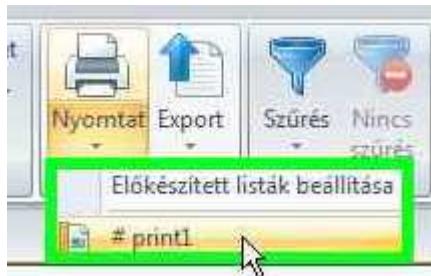 t
Nyomtat Export Szűrés Nincs
szűrés
Előkészített listák beállítása
# print1